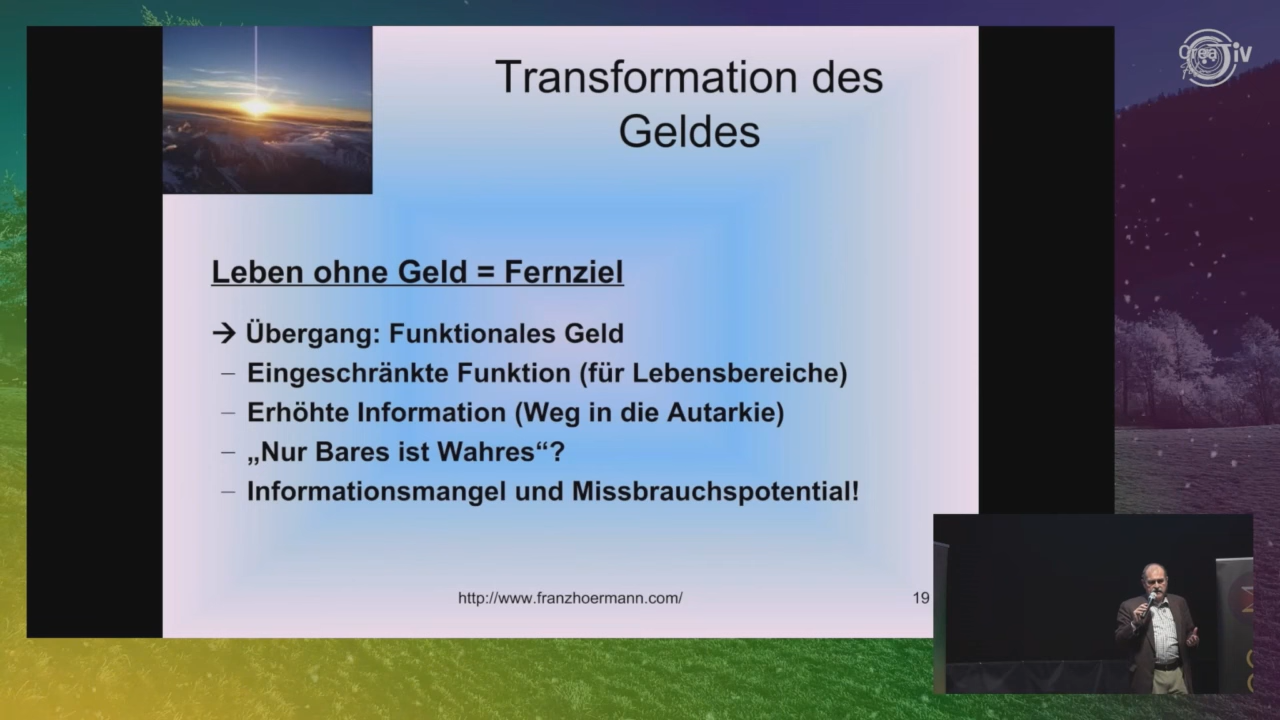 Transformation des
Geldes
Leben ohne Geld = Fernziel
→ Übergang: Funktionales Geld
– Eingeschränkte Funktion (für Lebensbereiche)
– Erhöhte Information (Weg in die Autarkie)
– „Nur Bares ist Wahres“?
– Informationsmangel und Missbrauchspotential!
http://www.franzhoermann.com/
19